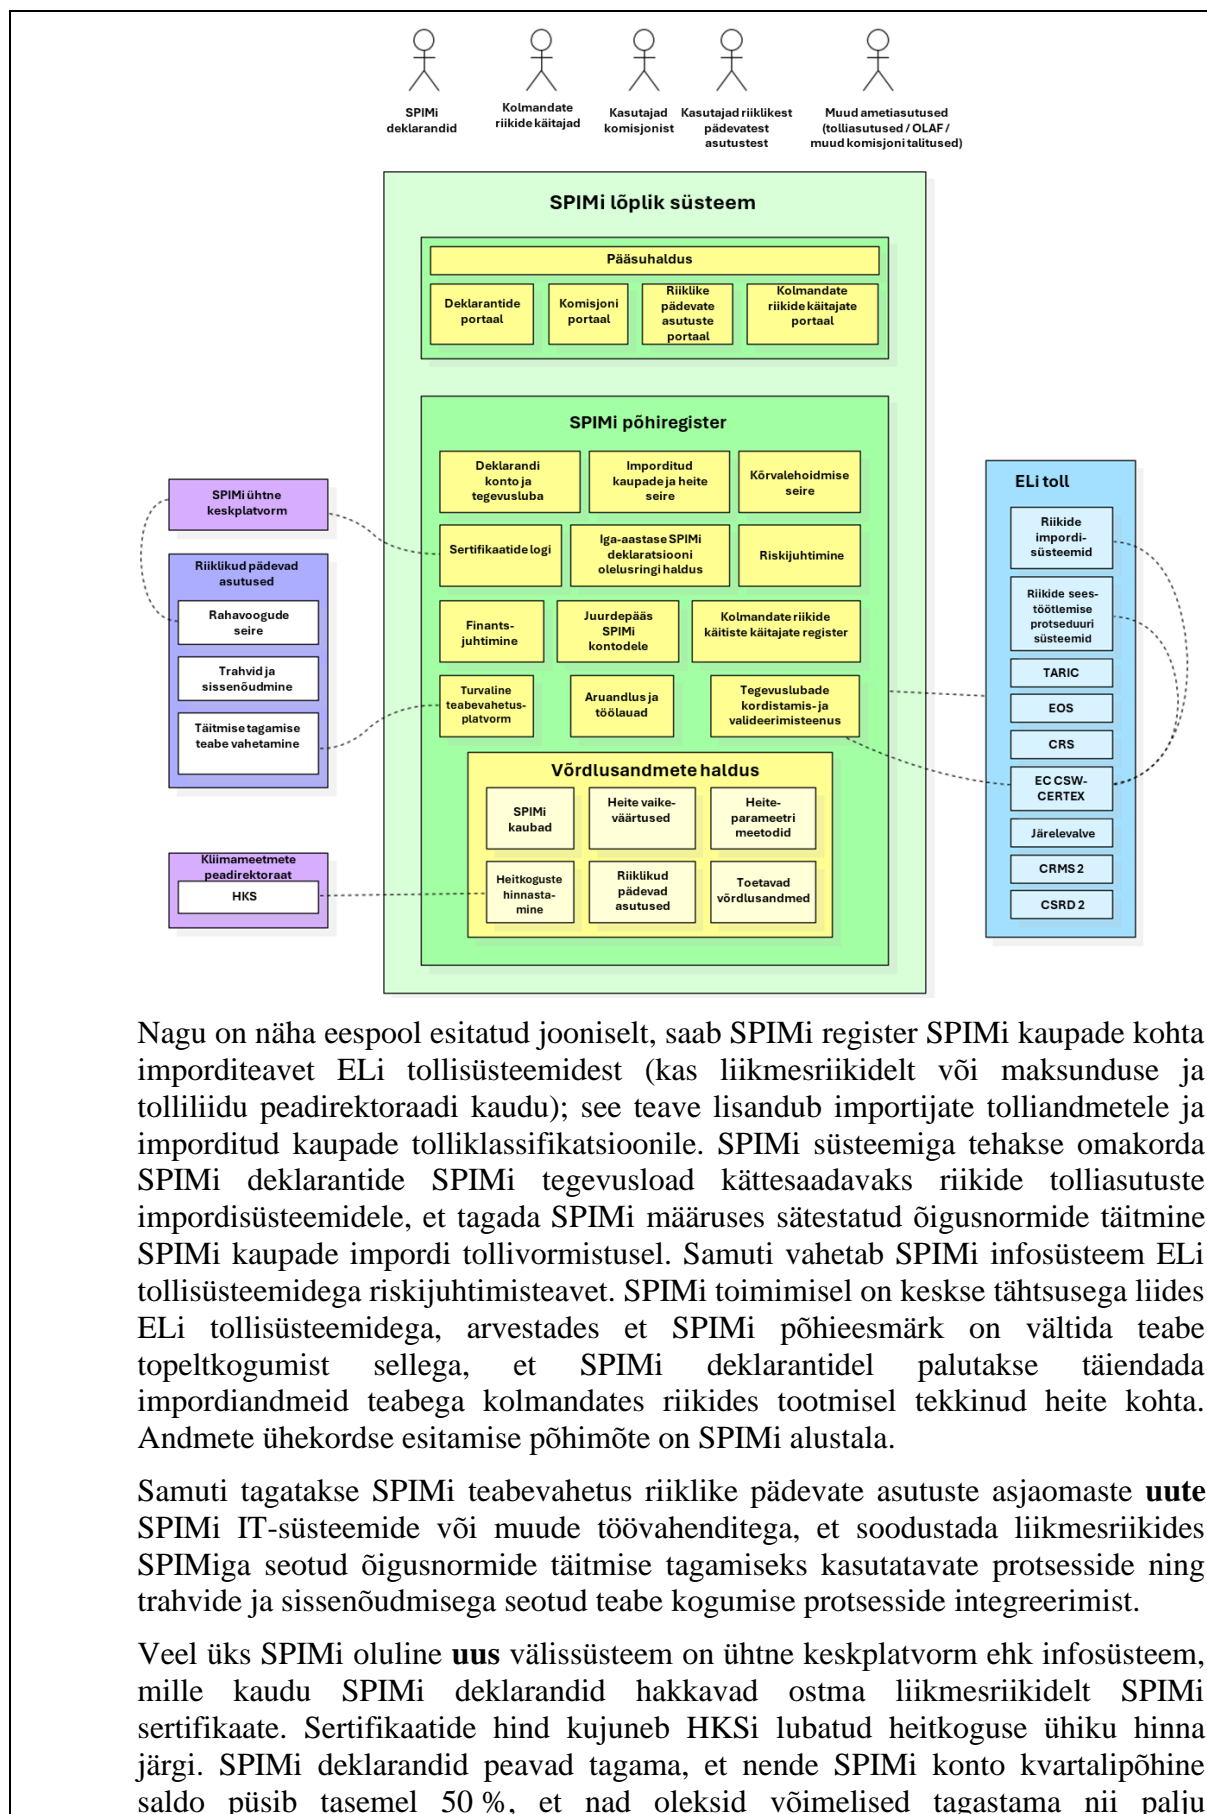 SPIMi
deklarandid
Kolmandate
riikide käitajad
Kasutajad
komisjonist
Kasutajad riiklikest
pädevatest
asutustest
Muud ametiasutused
(tolliasutused / OLAF /
muud komisjoni talitused)
SPIMi lõplik süsteem
Pääsuhaldus
Deklarantide
portaal
Komisjoni
portaal
Riiklike
pädevate
asutuste
portaal
Kolmandate
riikide käitajate
portaal
SPIMi põhiregister
Deklarandi
konto ja
tegevusluba
Imporditud
kaupade ja heite
seire
Kõrvalehoidmise
seire
Sertifikaatide logi
Iga-aastase SPIMi
deklaratsiooni
olelusringi haldus
Riskijuhtimine
Finants-
juhtimine
Juurdepääs
SPIMi
kontodele
Kolmandate riikide
käitiste käitajate register
Turvaline
teabevahetus-
platvorm
Aruandlus ja
töölauad
Tegevuslubade
kordistamis- ja
valideerimisteenus
Võrdlusandmete haldus
SPIMi
kaubad
Heite vaike-
väärtused
Heite-
parameetri
meetodid
Heitkoguste
hinnasta-
mine
Riiklikud
pädevad
asutused
Toetavad
võrdlusandmed
SPIMi ühtne
keskplatvorm
Riiklikud pädevad
asutused
Rahavoogude
seire
Trahvid ja
sissenõudmine
Täitmise tagamise
teabe vahetamine
Kliimameetmete
peadirektoraat
HKS
ELi toll
Riikide
impordi-
süsteemid
Riikide sees-
töötlemise
protseduuri
süsteemid
TARIC
EOS
CRS
EC CSW-
CERTEX
Järelevalve
CRMS 2
CSRD 2
Nagu on näha eespool esitatud jooniselt, saab SPIMi register SPIMi kaupade kohta
imporditeavet ELi tollisüsteemidest (kas liikmesriikidelt või maksunduse ja
tolliliidu peadirektoraadi kaudu); see teave lisandub importijate tolliandmetele ja
imporditud kaupade tolliklassifikatsioonile. SPIMi süsteemiga tehakse omakorda
SPIMi deklarantide SPIMi tegevusload kättesaadavaks riikide tolliasutuste
impordisüsteemidele, et tagada SPIMi määruses sätestatud õigusnormide täitmine
SPIMi kaupade impordi tollivormistusel. Samuti vahetab SPIMi infosüsteem ELi
tollisüsteemidega riskijuhtimisteavet. SPIMi toimimisel on keskse tähtsusega liides
ELi tollisüsteemidega, arvestades et SPIMi põhieesmärk on vältida teabe
topeltkogumist sellega, et SPIMi deklarantidel palutakse täiendada
impordiandmeid teabega kolmandates riikides tootmisel tekkinud heite kohta.
Andmete ühekordse esitamise põhimõte on SPIMi alustala.
Samuti tagatakse SPIMi teabevahetus riiklike pädevate asutuste asjaomaste uute
SPIMi IT-süsteemide või muude töövahenditega, et soodustada liikmesriikides
SPIMiga seotud õigusnormide täitmise tagamiseks kasutatavate protsesside ning
trahvide ja sissenõudmisega seotud teabe kogumise protsesside integreerimist.
Veel üks SPIMi oluline uus välissüsteem on ühtne keskplatvorm ehk infosüsteem,
mille kaudu SPIMi deklarandid hakkavad ostma liikmesriikidelt SPIMi
sertifikaate. Sertifikaatide hind kujuneb HKSi lubatud heitkoguse ühiku hinna
järgi. SPIMi deklarandid peavad tagama, et nende SPIMi konto kvartalipõhine
saldo püsib tasemel 50 %, et nad oleksid võimelised tagastama nii palju